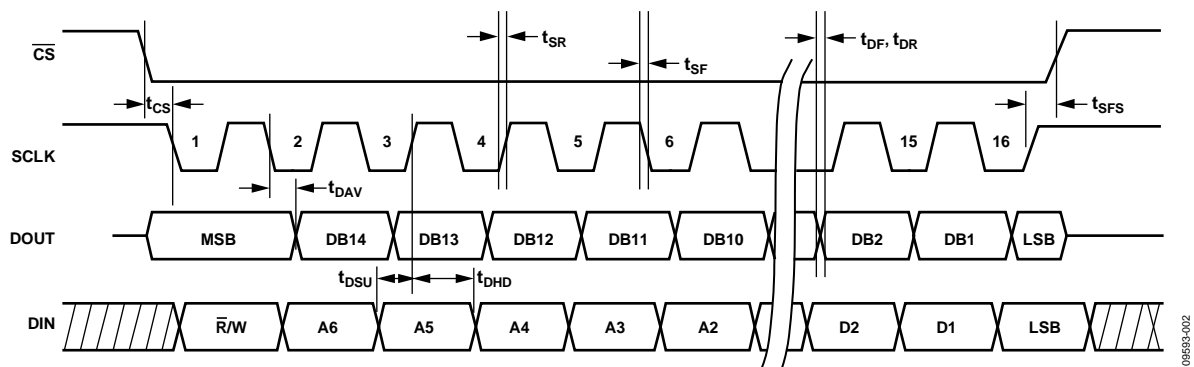 t_SR
t_DF, t_DR
C̅S̅
t_SF
t_CS
t_SFS
1 2 3 4 5 6 15 16
SCLK
t_DAV
DOUT MSB DB14 DB13 DB12 DB11 DB10 DB2 DB1 LSB
t_DSU t_DHD
DIN R̅/W A6 A5 A4 A3 A2 D2 D1 LSB
09593-002